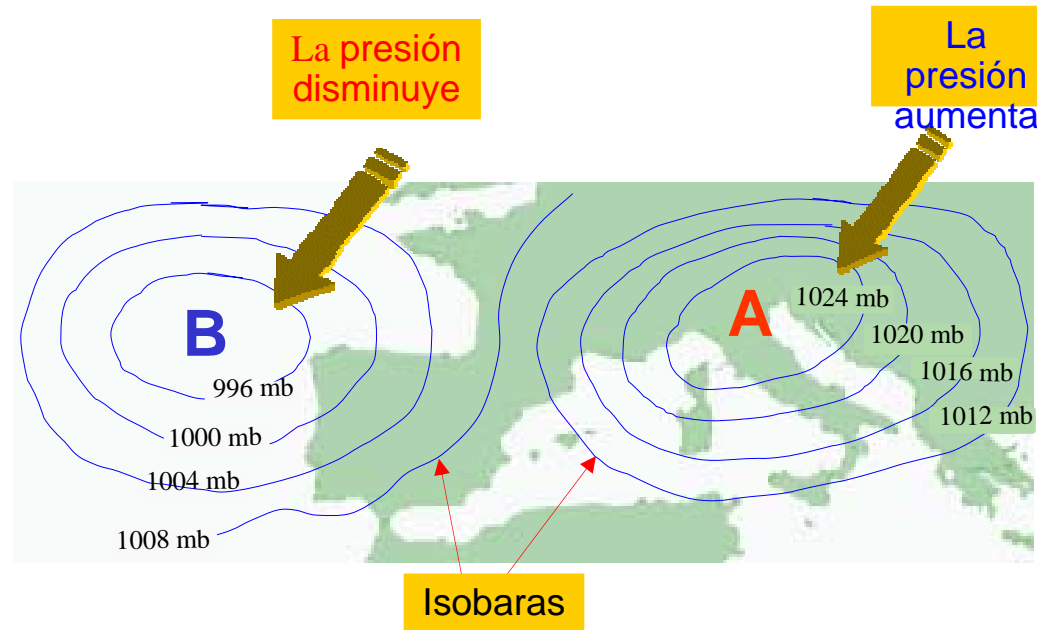 La presión
disminuye
La
presión
aumenta
B
A
996 mb
1000 mb
1004 mb
1008 mb
1024 mb
1020 mb
1016 mb
1012 mb
Isobaras